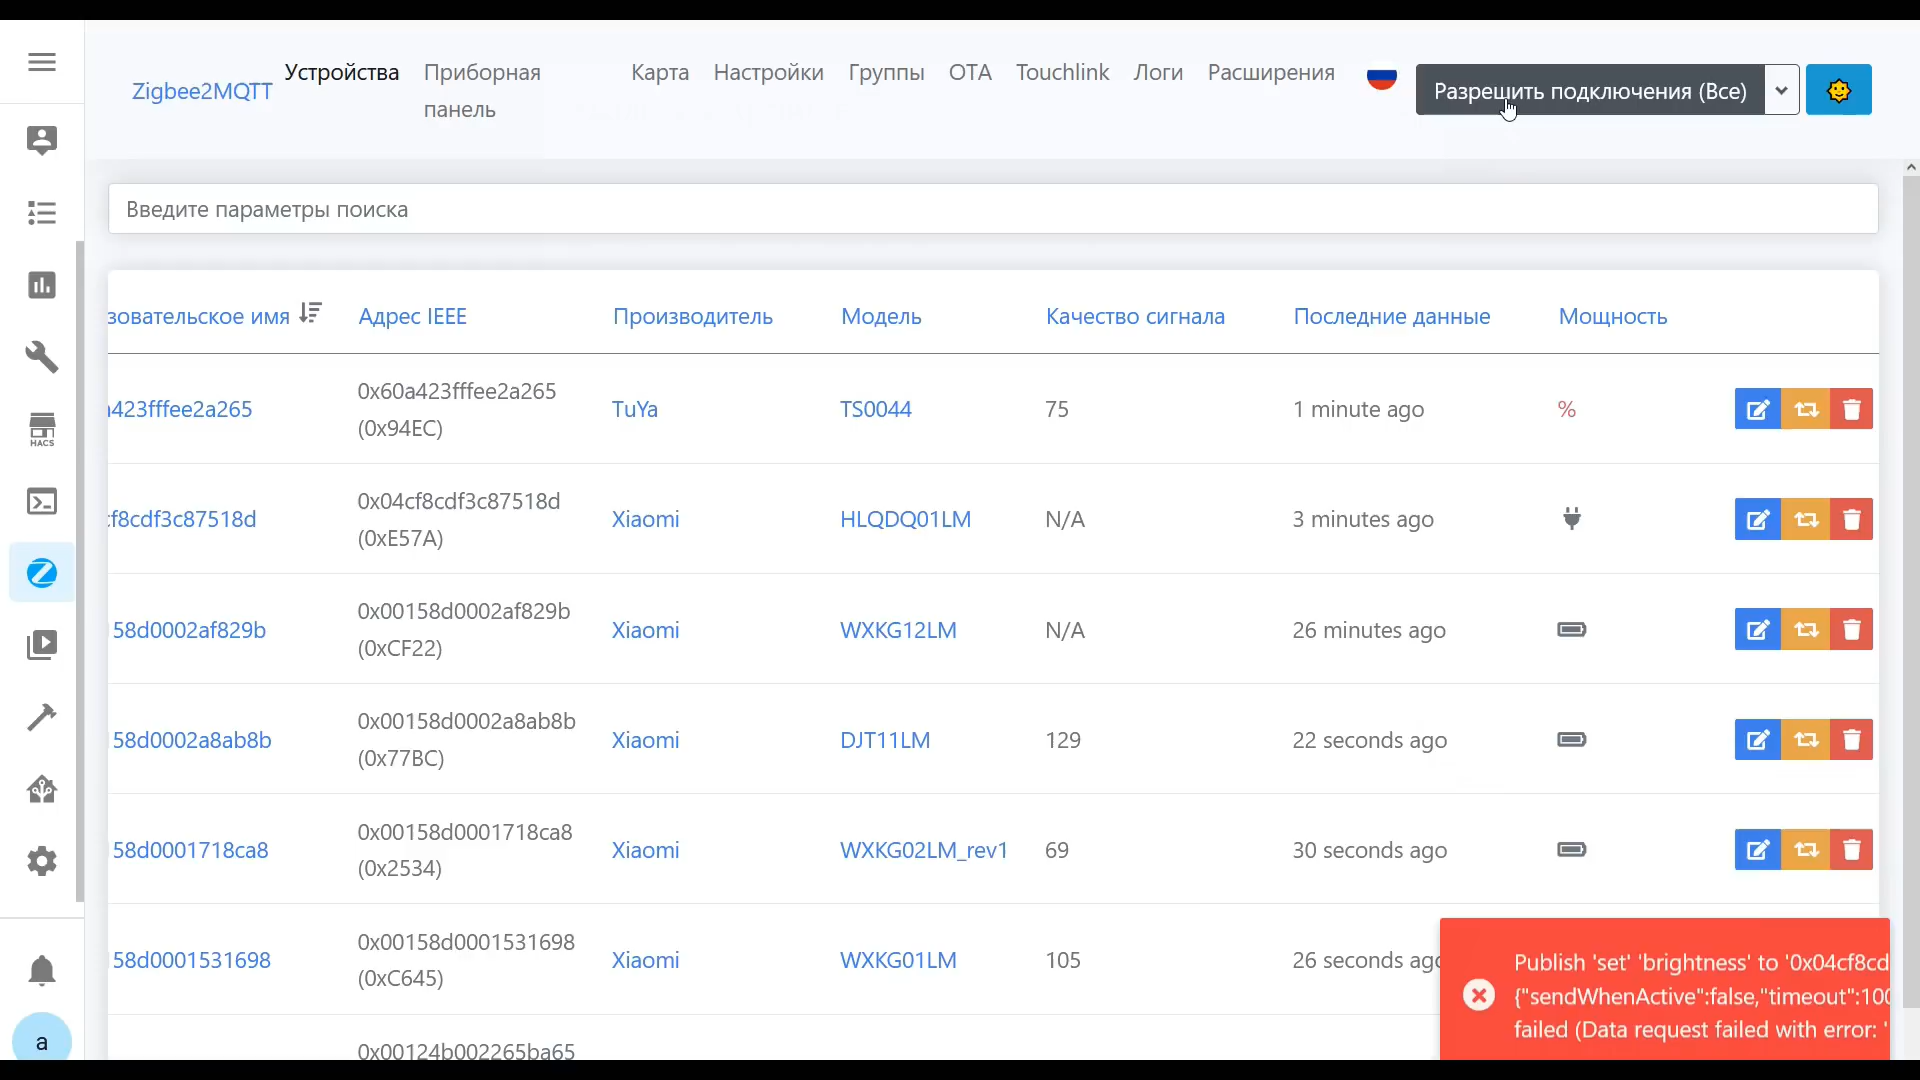 Zigbee2MQTT
Устройства
Приборная
панель
Карта
Настройки
Группы
OTA
Touchlink
Логи
Расширения
Разрешить подключения (Все)
Введите параметры поиска
зовательское имя
Адрес IEEE
Производитель
Модель
Качество сигнала
Последние данные
Мощность
423fffee2a265
0x60a423fffee2a265
(0x94EC)
TuYa
TS0044
75
1 minute ago
%
f8cdf3c87518d
0x04cf8cdf3c87518d
(0xE57A)
Xiaomi
HLQDQ01LM
N/A
3 minutes ago
58d0002af829b
0x00158d0002af829b
(0xCF22)
Xiaomi
WXKG12LM
N/A
26 minutes ago
58d0002a8ab8b
0x00158d0002a8ab8b
(0x77BC)
Xiaomi
DJT11LM
129
22 seconds ago
58d0001718ca8
0x00158d0001718ca8
(0x2534)
Xiaomi
WXKG02LM_rev1
69
30 seconds ago
58d0001531698
0x00158d0001531698
(0xC645)
Xiaomi
WXKG01LM
105
26 seconds ago
0x00124b002265ba65
HACS
a
Publish 'set' 'brightness' to '0x04cf8cd
{"sendWhenActive":false,"timeout":100
failed (Data request failed with error: '